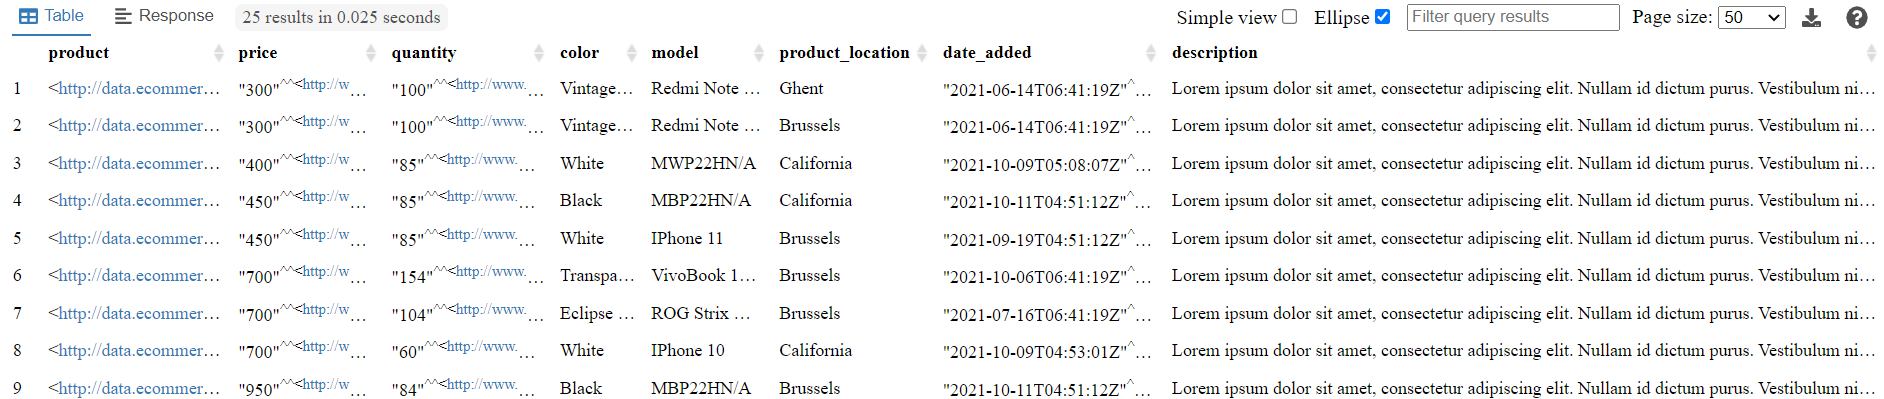 Table Response 25 results in 0.025 seconds Simple view Ellipse Filter query results Page size: 50
product price quantity color model product_location date_added description
1 <http://data.ecommer… "300"^^<http://w… "100"^^<http://www.… Vintage… Redmi Note … Ghent "2021-06-14T06:41:19Z"^… Lorem ipsum dolor sit amet, consectetur adipiscing elit. Nullam id dictum purus. Vestibulum ni…
2 <http://data.ecommer… "300"^^<http://w… "100"^^<http://www.… Vintage… Redmi Note … Brussels "2021-06-14T06:41:19Z"^… Lorem ipsum dolor sit amet, consectetur adipiscing elit. Nullam id dictum purus. Vestibulum ni…
3 <http://data.ecommer… "400"^^<http://w… "85"^^<http://www.… White MWP22HN/A California "2021-10-09T05:08:07Z"^… Lorem ipsum dolor sit amet, consectetur adipiscing elit. Nullam id dictum purus. Vestibulum ni…
4 <http://data.ecommer… "450"^^<http://w… "85"^^<http://www.… Black MBP22HN/A California "2021-10-11T04:51:12Z"^… Lorem ipsum dolor sit amet, consectetur adipiscing elit. Nullam id dictum purus. Vestibulum ni…
5 <http://data.ecommer… "450"^^<http://w… "85"^^<http://www.… White IPhone 11 Brussels "2021-09-19T04:51:12Z"^… Lorem ipsum dolor sit amet, consectetur adipiscing elit. Nullam id dictum purus. Vestibulum ni…
6 <http://data.ecommer… "700"^^<http://w… "154"^^<http://www.… Transpa… VivoBook 1… Brussels "2021-10-06T06:41:19Z"^… Lorem ipsum dolor sit amet, consectetur adipiscing elit. Nullam id dictum purus. Vestibulum ni…
7 <http://data.ecommer… "700"^^<http://w… "104"^^<http://www.… Eclipse … ROG Strix … Brussels "2021-07-16T06:41:19Z"^… Lorem ipsum dolor sit amet, consectetur adipiscing elit. Nullam id dictum purus. Vestibulum ni…
8 <http://data.ecommer… "700"^^<http://w… "60"^^<http://www.… White IPhone 10 California "2021-10-09T04:53:01Z"^… Lorem ipsum dolor sit amet, consectetur adipiscing elit. Nullam id dictum purus. Vestibulum ni…
9 <http://data.ecommer… "950"^^<http://w… "84"^^<http://www.… Black MBP22HN/A Brussels "2021-10-11T04:51:12Z"^… Lorem ipsum dolor sit amet, consectetur adipiscing elit. Nullam id dictum purus. Vestibulum ni…